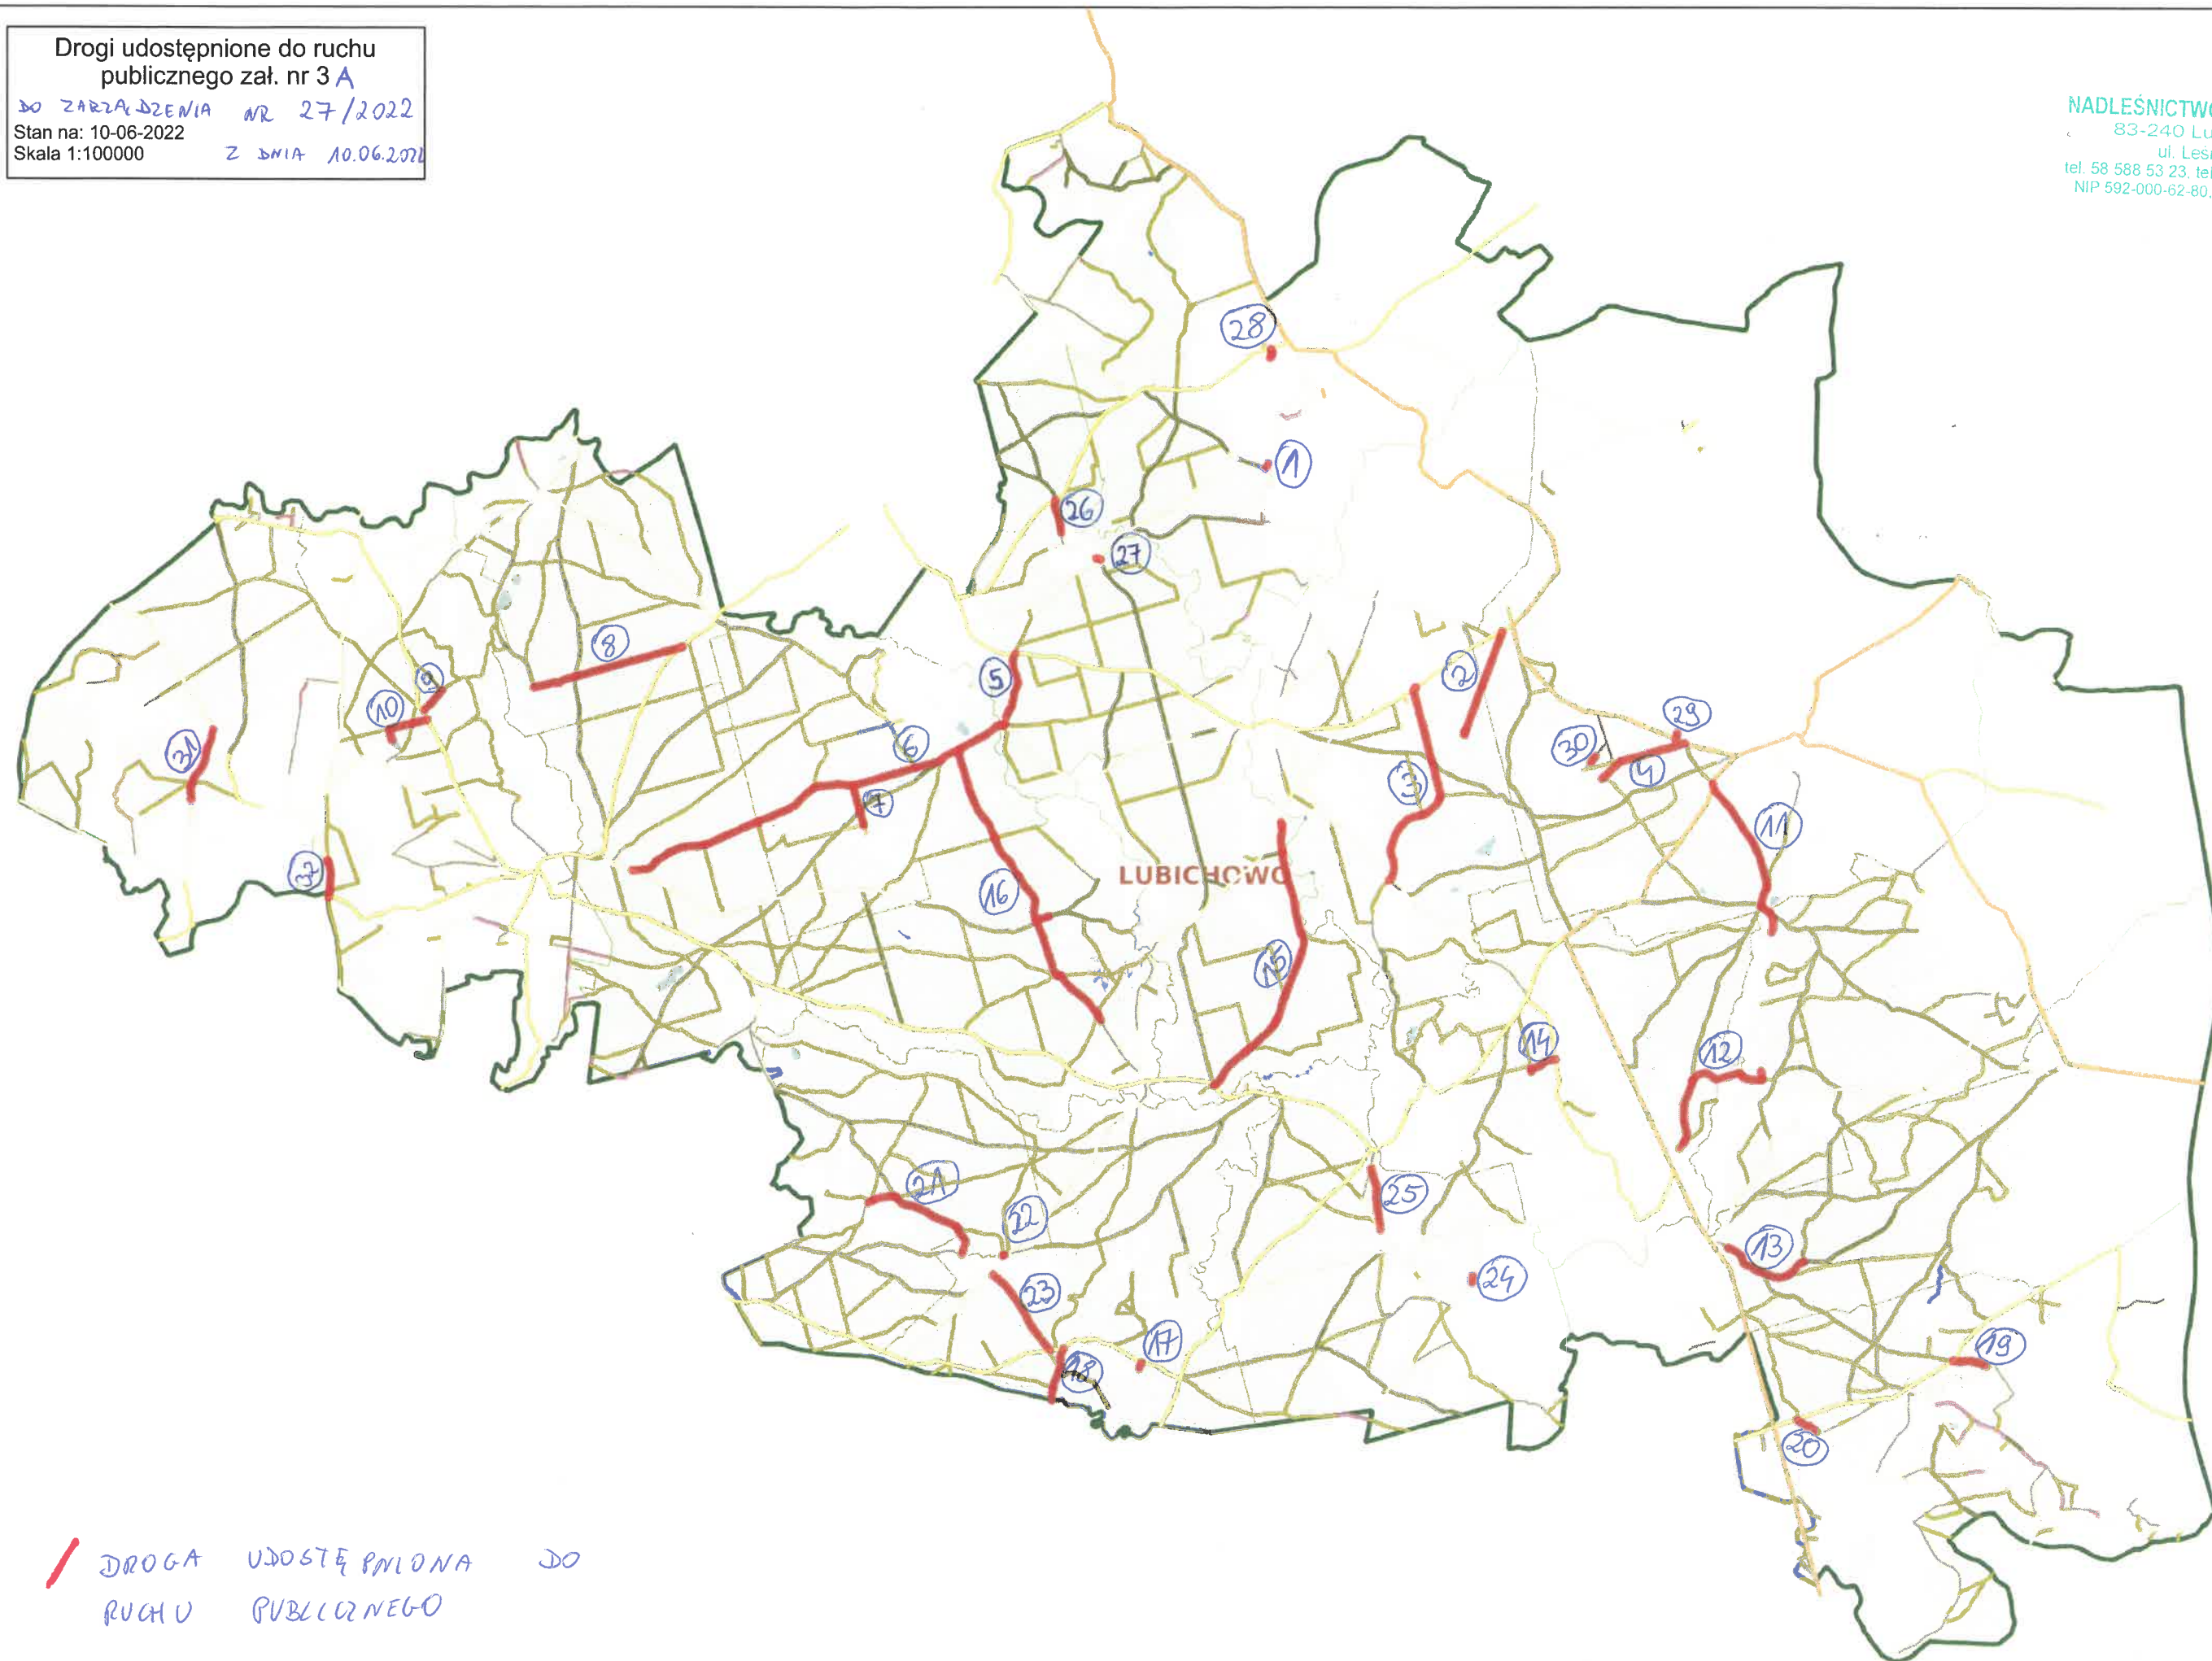 Drogi udostępnione do ruchu
publicznego zał. nr 3 A
DO ZARZĄDZENIA NR 27/2022
Stan na: 10-06-2022
Skala 1:100000 Z DNIA 10.06.2022
NADLEŚNICTWO
83-240 Lu
ul. Leś
tel. 58 588 53 23, tel
NIP 592-000-62-80,
28
1
26
27
8
5
2
9
10
29
31
6
30
4
3
7
11
32
LUBICHOWO
16
15
14
12
21
25
22
13
24
23
17
19
18
20
DROGA UDOSTĘPNIONA DO
RUCHU PUBLICZNEGO